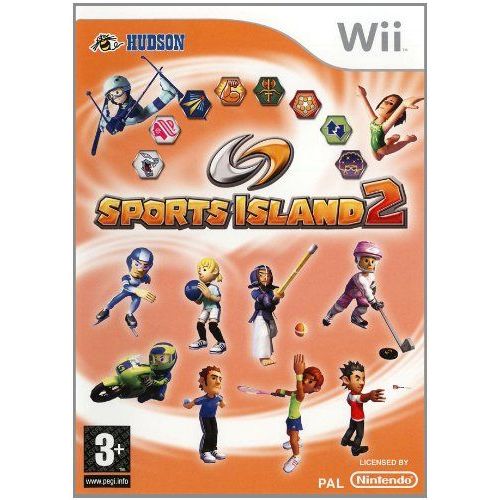 HUDSON
Wii
SPORTS ISLAND 2
3+
www.pegi.info
PAL
LICENSED BY
Nintendo